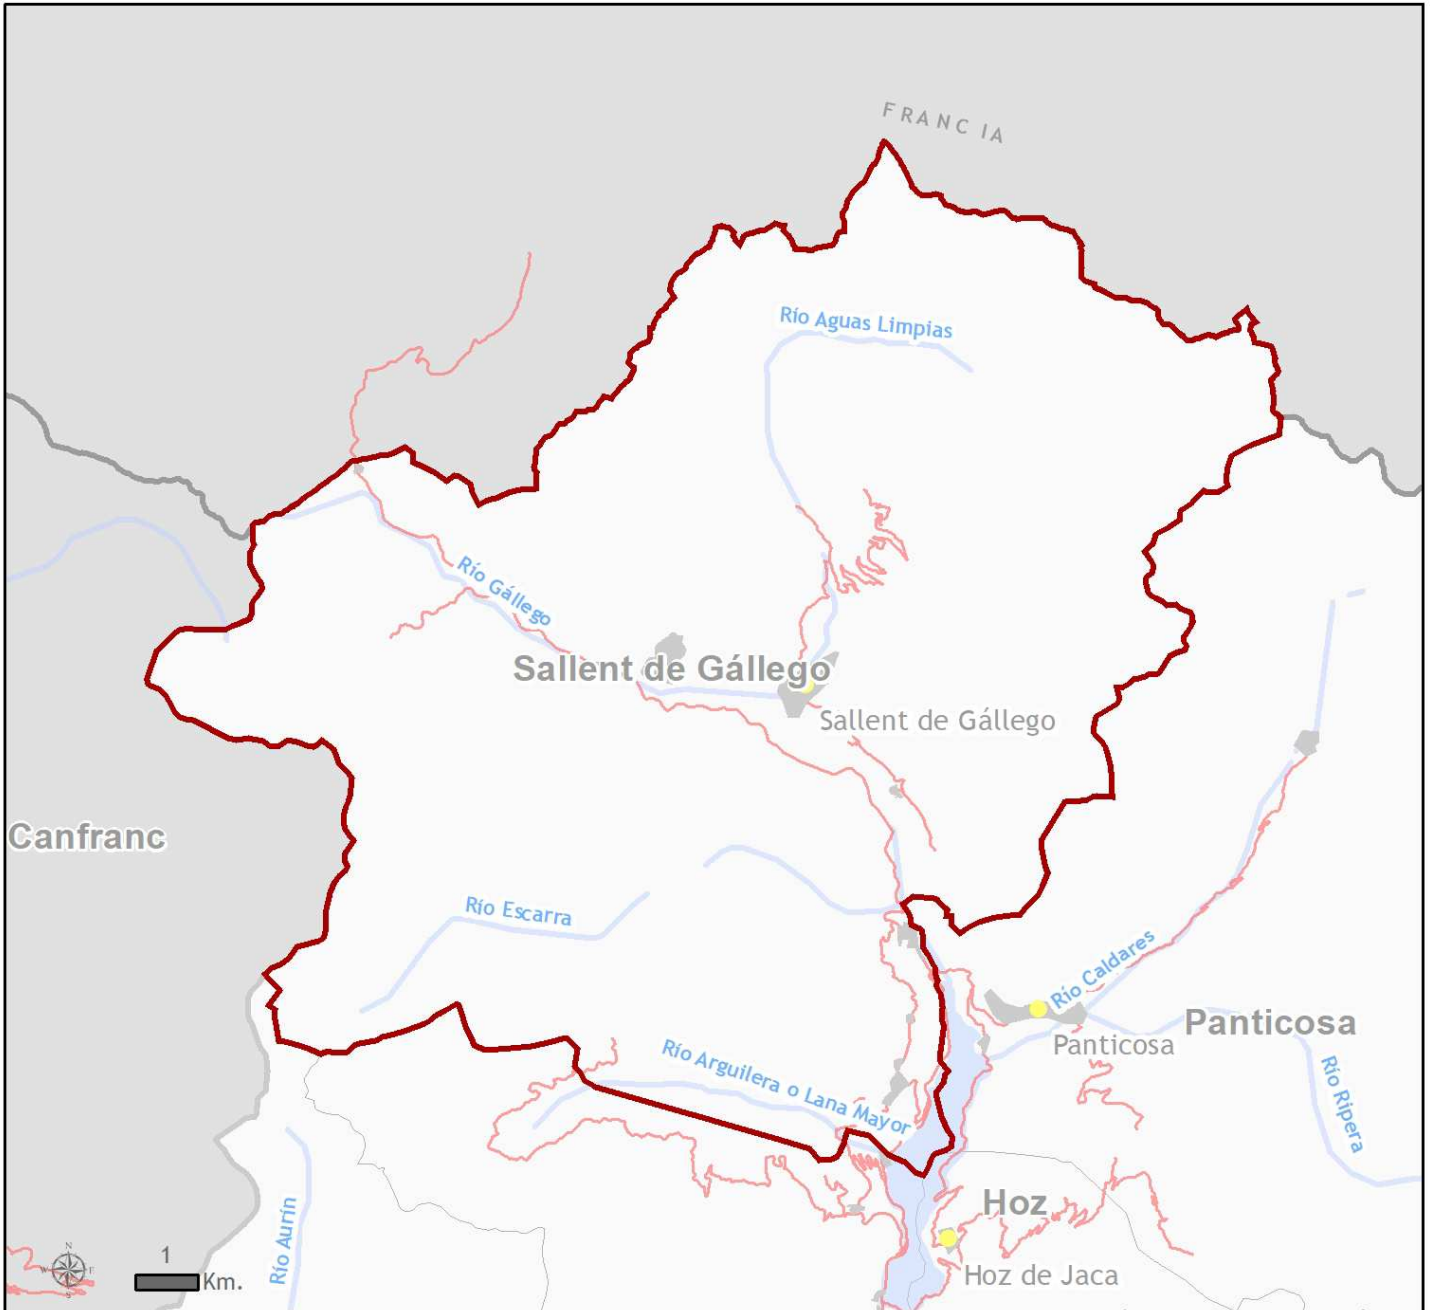 FRANCIA
Río Aguas Limpias
Río Gállego
Sallent de Gállego
Sallent de Gállego
Canfranc
Río Escarra
Río Caldares
Panticosa
Panticosa
Río Arguilera o Lana Mayor
Río Ripera
Hoz
Río Aurín
Hoz de Jaca
N
W E
S
1
Km.